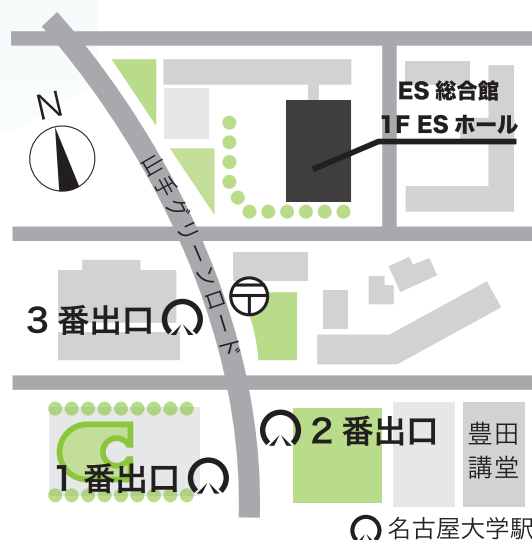 ES 総合館
1F ES ホール
N
山手グリーンロード
3 番出口
2 番出口
豊田
講堂
1 番出口
名古屋大学駅